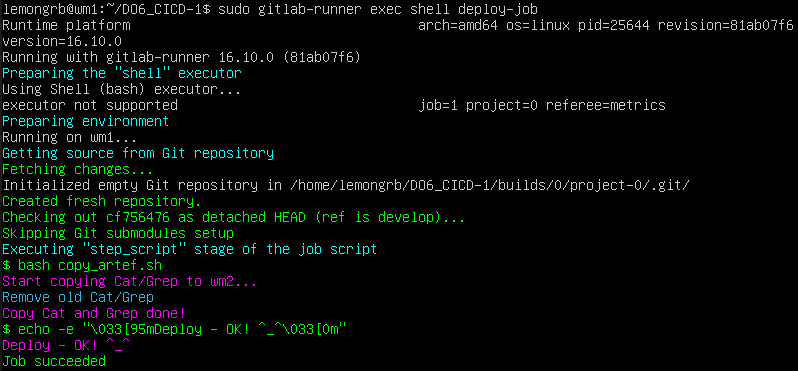 lemongrb@wm1:~/DO6_CICD-1$ sudo gitlab-runner exec shell deploy-job
Runtime platform                                    arch=amd64 os=linux pid=25644 revision=81ab07f6
version=16.10.0
Running with gitlab-runner 16.10.0 (81ab07f6)
Preparing the "shell" executor
Using Shell (bash) executor...
executor not supported                              job=1 project=0 referee=metrics
Preparing environment
Running on wm1...
Getting source from Git repository
Fetching changes...
Initialized empty Git repository in /home/lemongrb/DO6_CICD-1/builds/0/project-0/.git/
Created fresh repository.
Checking out cf756476 as detached HEAD (ref is develop)...
Skipping Git submodules setup
Executing "step_script" stage of the job script
$ bash copy_artef.sh
Start copying Cat/Grep to wm2...
Remove old Cat/Grep
Copy Cat and Grep done!
$ echo -e "\033[95mDeploy - OK! ^_^\033[0m"
Deploy - OK! ^_^
Job succeeded